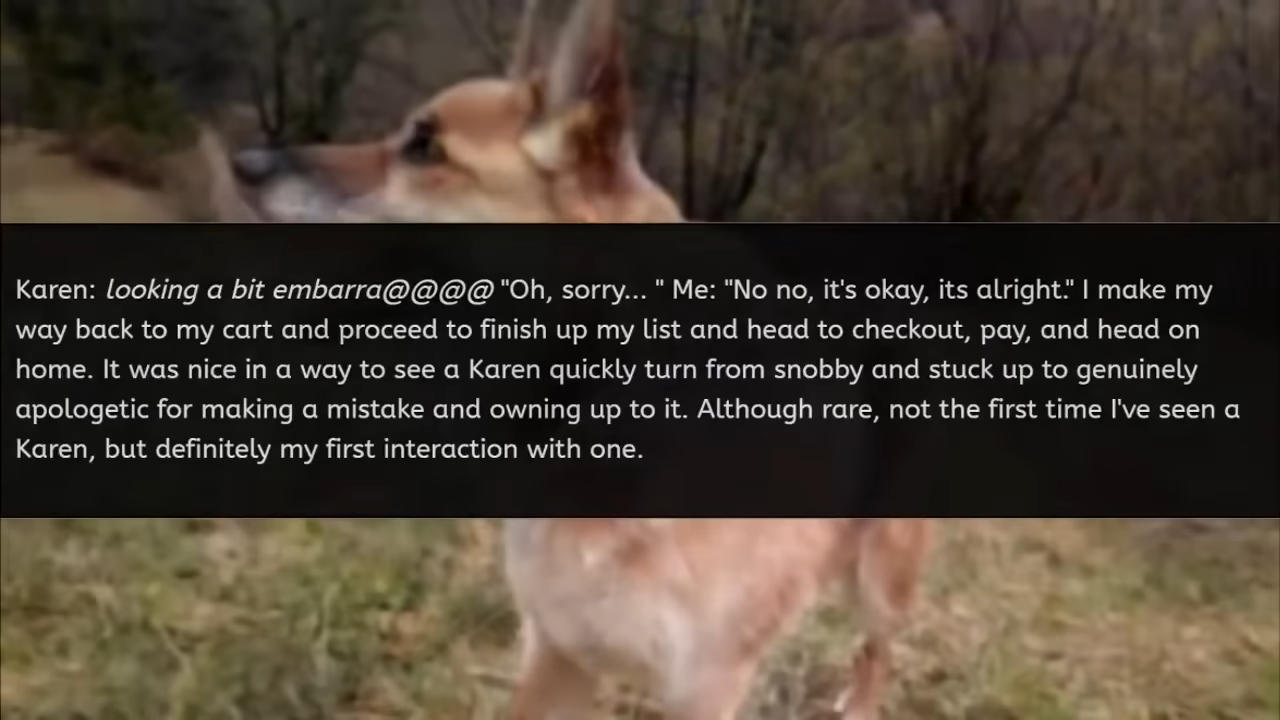 Karen: looking a bit embarra@@@@ "Oh, sorry... " Me: "No no, it's okay, its alright." I make my
way back to my cart and proceed to finish up my list and head to checkout, pay, and head on
home. It was nice in a way to see a Karen quickly turn from snobby and stuck up to genuinely
apologetic for making a mistake and owning up to it. Although rare, not the first time I've seen a
Karen, but definitely my first interaction with one.